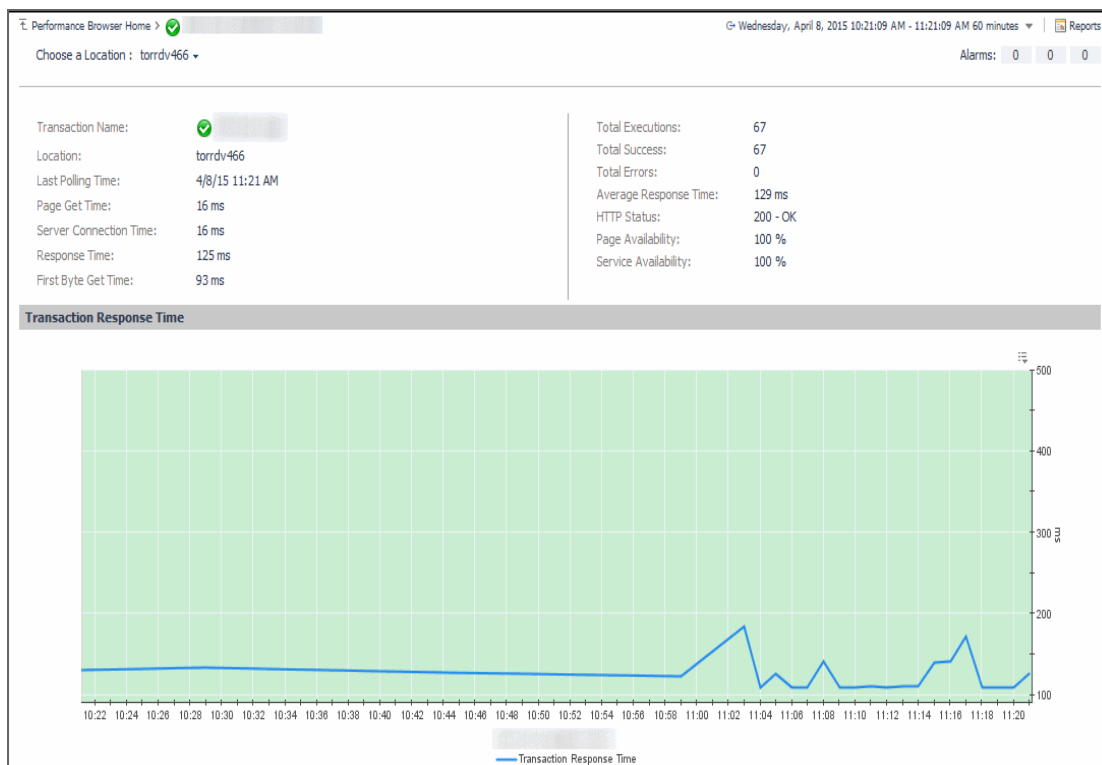 Performance Browser Home >
Wednesday, April 8, 2015 10:21:09 AM - 11:21:09 AM 60 minutes
Reports
Choose a Location : torrdv466
Alarms: 0 0 0
Transaction Name:
Location: torrdv466
Last Polling Time: 4/8/15 11:21 AM
Page Get Time: 16 ms
Server Connection Time: 16 ms
Response Time: 125 ms
First Byte Get Time: 93 ms
Total Executions: 67
Total Success: 67
Total Errors: 0
Average Response Time: 129 ms
HTTP Status: 200 - OK
Page Availability: 100 %
Service Availability: 100 %
Transaction Response Time
500
400
300
200
100
ms
10:22 10:24 10:26 10:28 10:30 10:32 10:34 10:36 10:38 10:40 10:42 10:44 10:46 10:48 10:50 10:52 10:54 10:56 10:58 11:00 11:02 11:04 11:06 11:08 11:10 11:12 11:14 11:16 11:18 11:20
Transaction Response Time